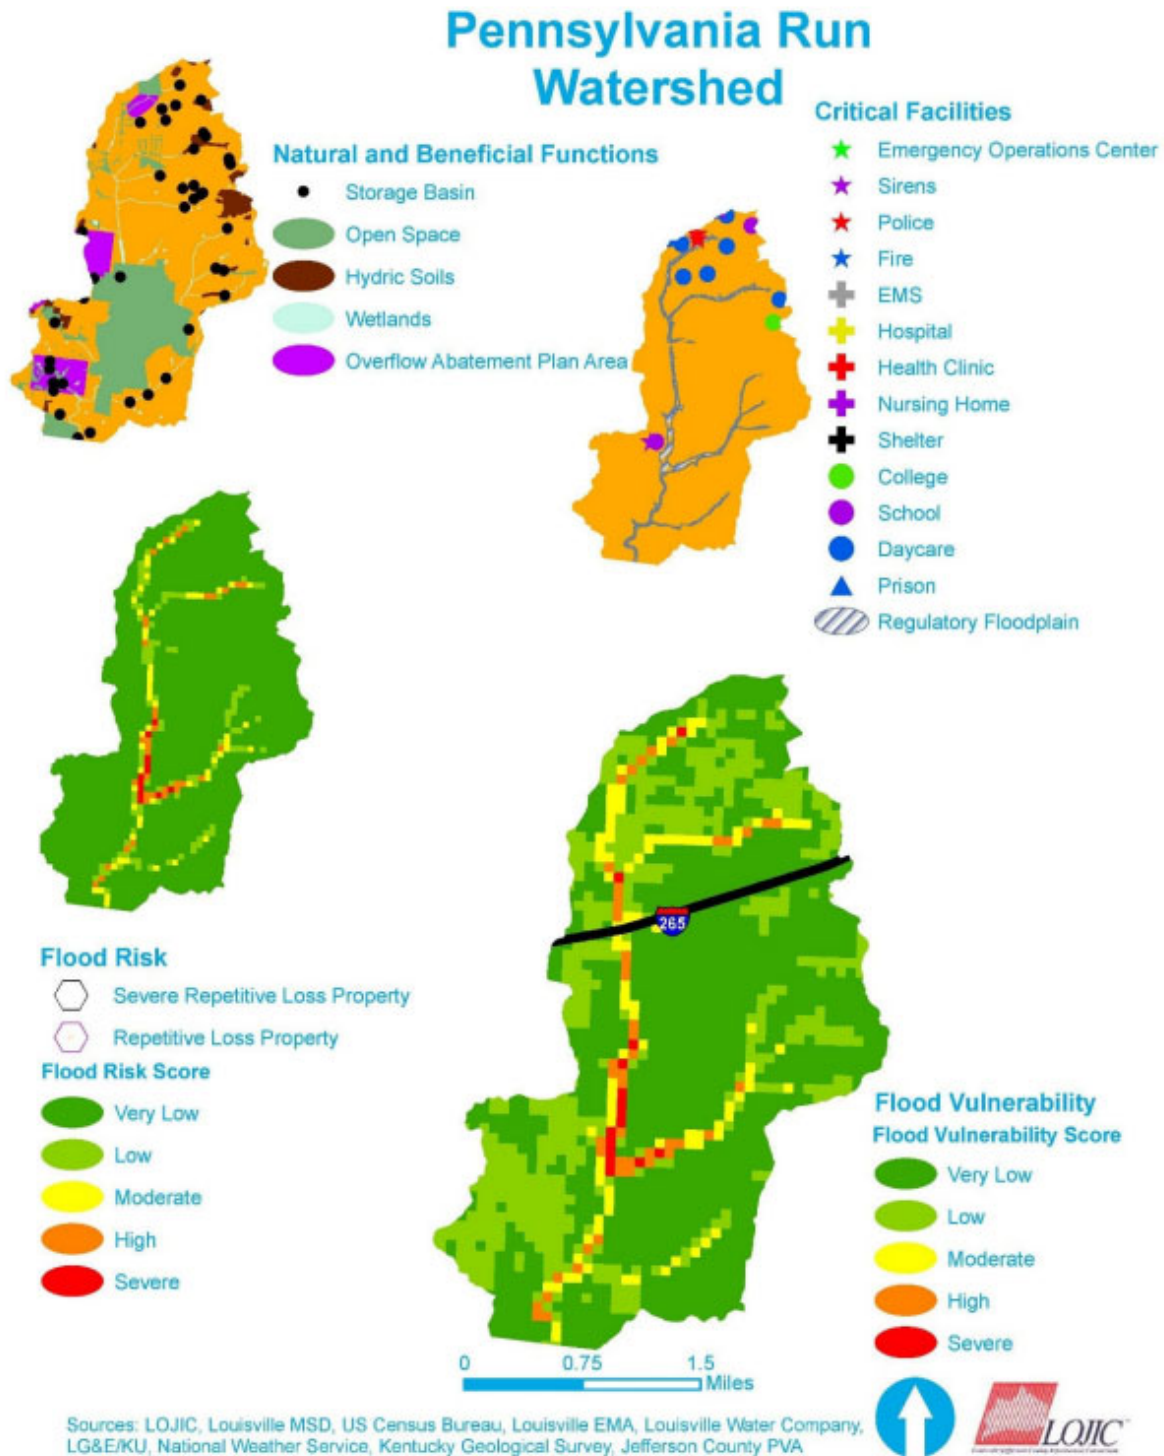 Pennsylvania Run
Watershed
Natural and Beneficial Functions
Storage Basin
Open Space
Hydric Soils
Wetlands
Overflow Abatement Plan Area
Critical Facilities
Emergency Operations Center
Sirens
Police
Fire
EMS
Hospital
Health Clinic
Nursing Home
Shelter
College
School
Daycare
Prison
Regulatory Floodplain
Flood Risk
Severe Repetitive Loss Property
Repetitive Loss Property
Flood Risk Score
Very Low
Low
Moderate
High
Severe
265
Flood Vulnerability
Flood Vulnerability Score
Very Low
Low
Moderate
High
Severe
0 0.75 1.5
Miles
Sources: LOJIC, Louisville MSD, US Census Bureau, Louisville EMA, Louisville Water Company,
LG&E/KU, National Weather Service, Kentucky Geological Survey, Jefferson County PVA
LOJIC